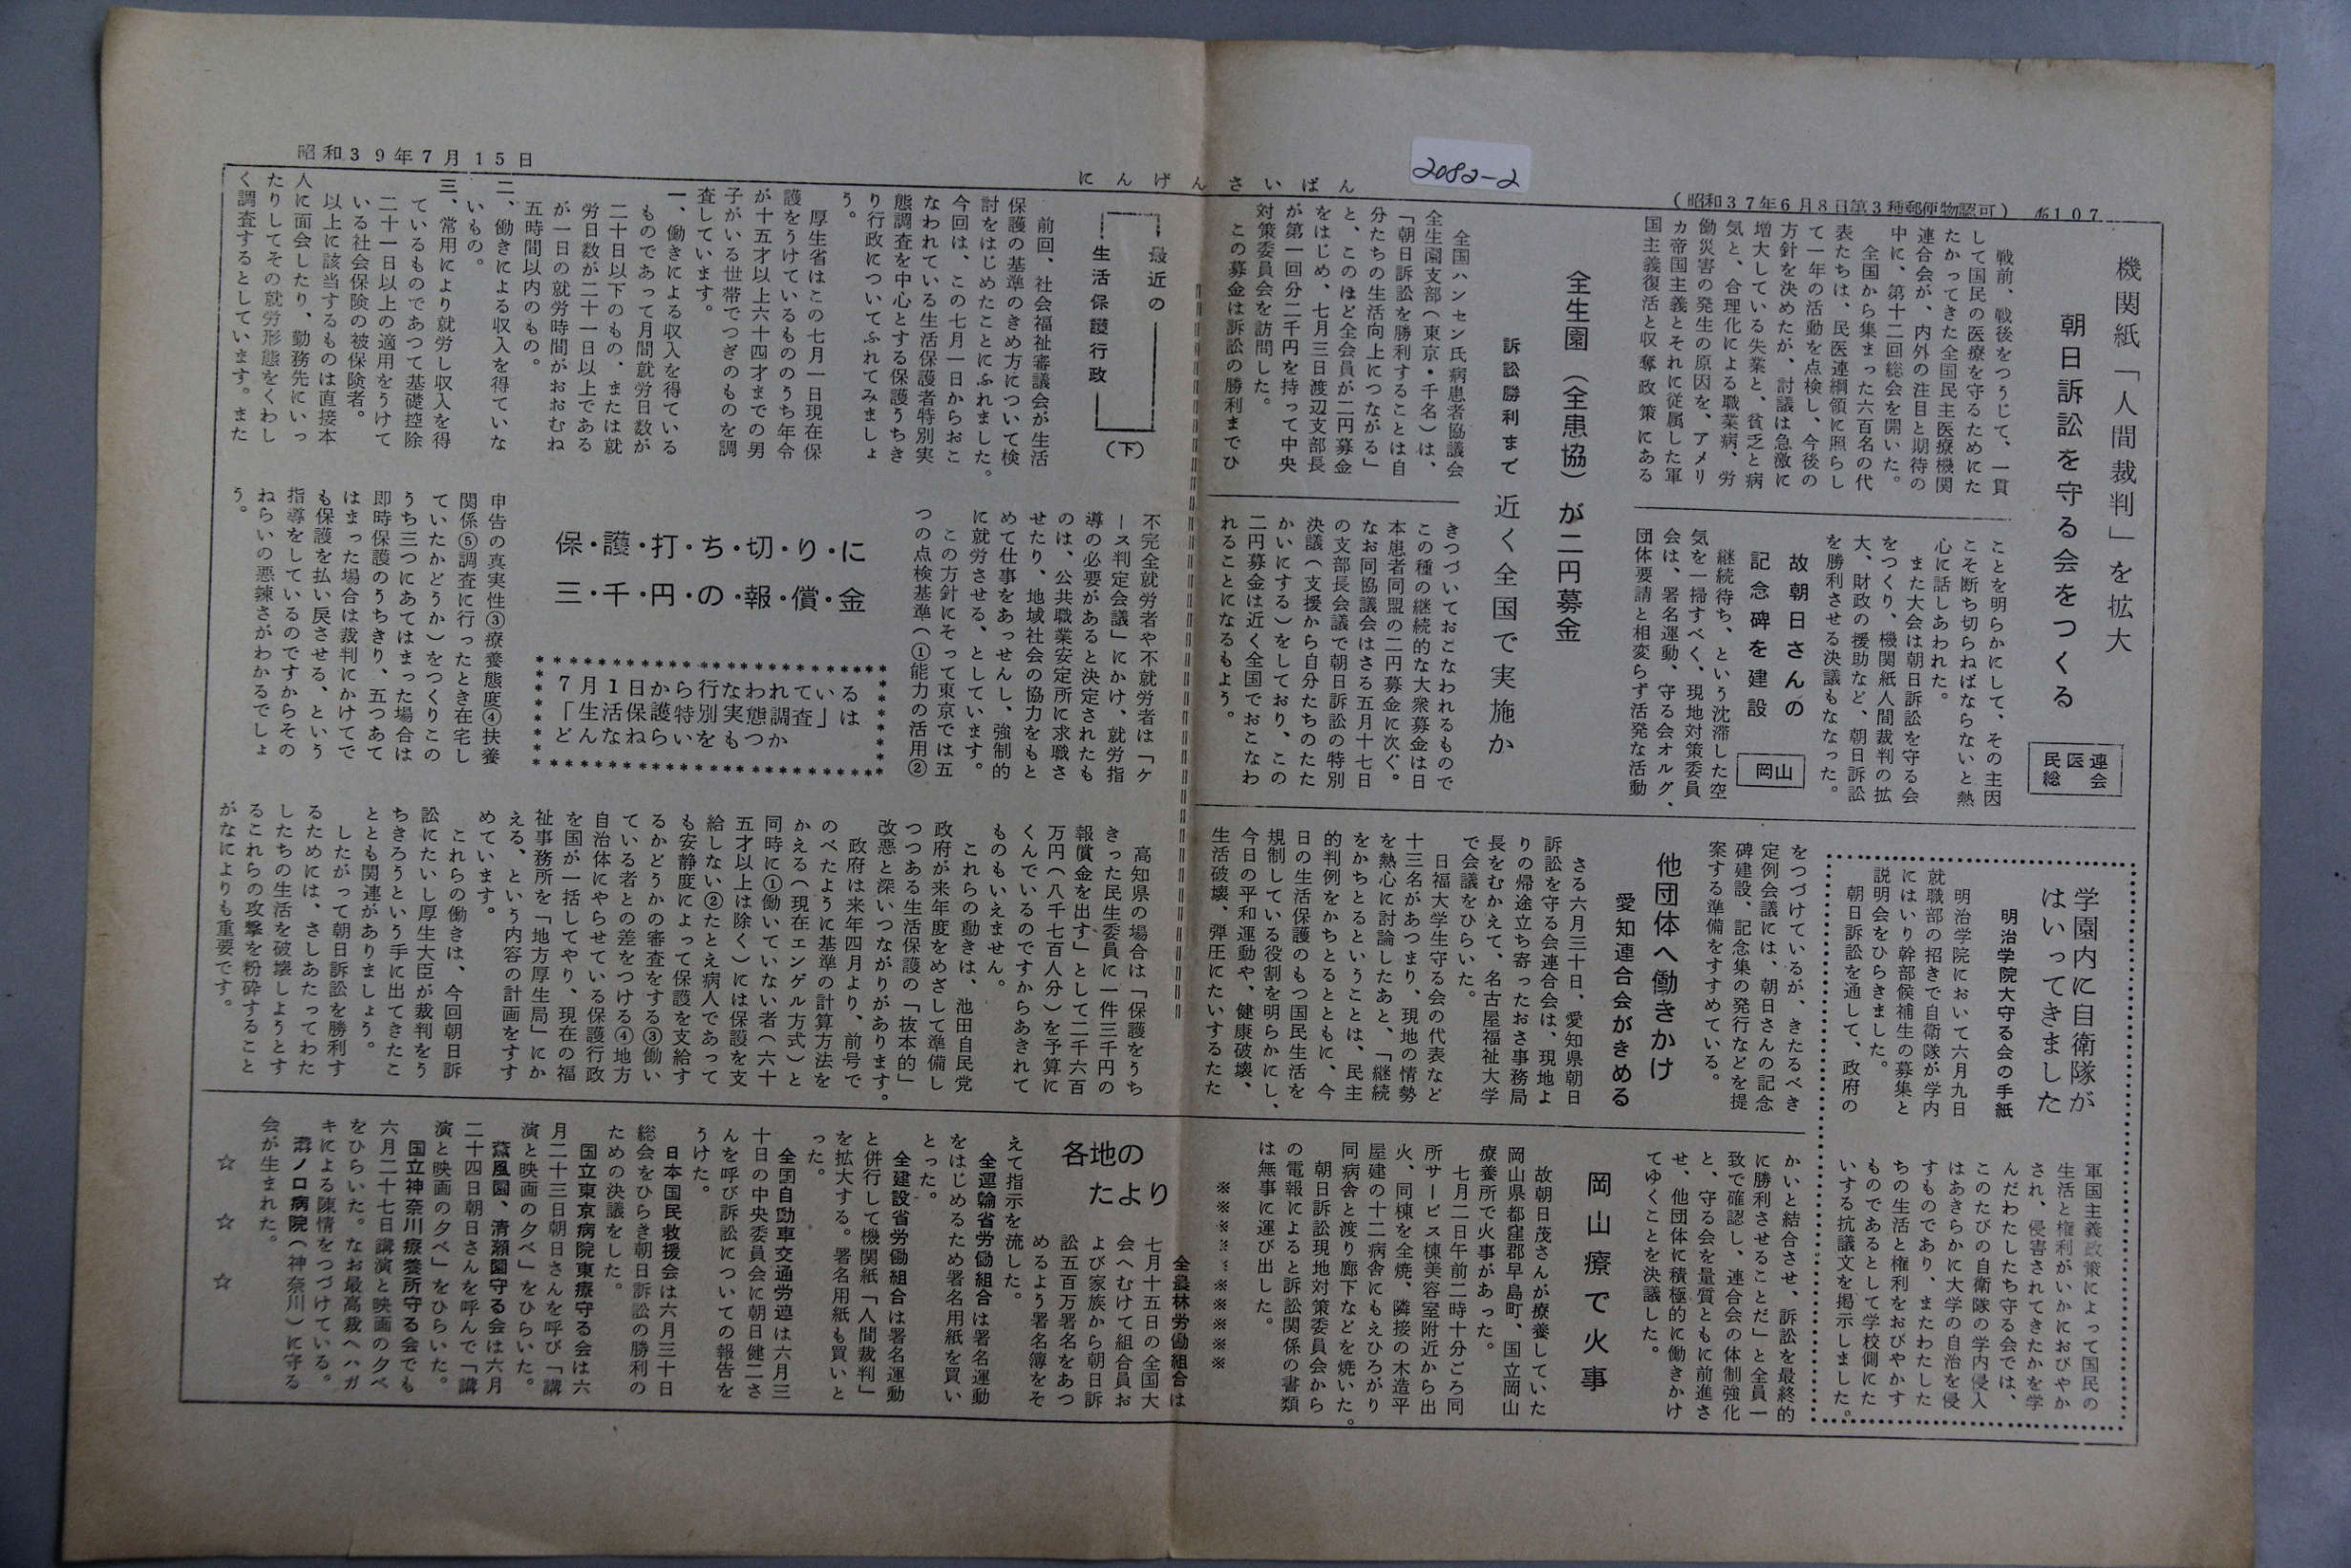 昭和39年7月15日
にんげんさいばん
2082-2
(昭和37年6月8日第3種郵便物認可) №107
機関紙「人間裁判」を拡大
朝日訴訟を守る会をつくる
民医連
総会
戦前、戦後をつうじて、一貫
して国民の医療を守るためにた
たかってきた全国民主医療機関
連合会が、内外の注目と期待の
中に、第十二回総会を開いた。
全国から集まった六百名の代
表たちは、民医連綱領に照らし
て一年の活動を点検し、今後の
方針を決めたが、討議は急激に
増大している失業と、貧乏と病
気と、合理化による職業病、労
働災害の発生の原因を、アメリ
カ帝国主義とそれに従属した軍
国主義復活と収奪政策にある
ことを明らかにして、その主因
こそ断ち切らねばならないと熱
心に話しあわれた。
また大会は朝日訴訟を守る会
をつくり、機関紙人間裁判の拡
大、財政の援助など、朝日訴訟
を勝利させる決議もななった。
故朝日さんの
記念碑を建設
岡山
継続待ち、という沈滞した空
気を一掃すべく、現地対策委員
会は、署名運動、守る会オルグ、
団体要請と相変らず活発な活動
をつづけているが、きたるべき
定例会議には、朝日さんの記念
碑建設、記念集の発行などを提
案する準備をすすめている。
全生園(全患協)が二円募金
訴訟勝利まで 近く全国で実施か
全国ハンセン氏病患者協議会
全生園支部(東京・千名)は、
「朝日訴訟を勝利することは自
分たちの生活向上につながる」
と、このほど全会員が二円募金
をはじめ、七月三日渡辺支部長
が第一回分二千円を持って中央
対策委員会を訪問した。
この募金は訴訟の勝利までひ
きつづいておこなわれるもので
この種の継続的な大衆募金は日
本患者同盟の二円募金に次ぐ。
なお同協議会はさる五月十七日
の支部長会議で朝日訴訟の特別
決議(支援から自分たちのたた
かいにする)をしており、この
二円募金は近く全国でおこなわ
れることになるもよう。
学園内に自衛隊が
はいってきました
明治学院大守る会の手紙
明治学院において六月九日
就職部の招きで自衛隊が学内
にはいり幹部候補生の募集と
説明会をひらきました。
朝日訴訟を通して、政府の
軍国主義政策によって国民の
生活と権利がいかにおびやか
され、侵害されてきたかを学
んだわたしたち守る会では、
このたびの自衛隊の学内侵入
はあきらかに大学の自治を侵
すものであり、またわたした
ちの生活と権利をおびやかす
ものであるとして学校側にた
いする抗議文を掲示しました。
他団体へ働きかけ
愛知連合会がきめる
さる六月三十日、愛知県朝日
訴訟を守る会連合会は、現地よ
りの帰途立ち寄ったおさ事務局
長をむかえて、名古屋福祉大学
で会議をひらいた。
日福大学生守る会の代表など
十三名があつまり、現地の情勢
を熱心に討論したあと、「継続
をかちとるということは、民主
的判例をかちとるとともに、今
日の生活保護のもつ国民生活を
規制している役割を明らかにし、
今日の平和運動や、健康破壊、
生活破壊、弾圧にたいするたた
かいと結合させ、訴訟を最終的
に勝利させることだ」と全員一
致で確認し、連合会の体制強化
と、守る会を量質ともに前進さ
せ、他団体に積極的に働きかけ
てゆくことを決議した。
岡山療で火事
故朝日茂さんが療養していた
岡山県都窪郡早島町、国立岡山
療養所で火事があった。
七月二日午前二時十分ごろ同
所サービス棟美容室附近から出
火、同棟を全焼、隣接の木造平
屋建の十二病舎にもえひろがり
同病舎と渡り廊下などを焼いた。
朝日訴訟現地対策委員会から
の電報によると訴訟関係の書類
は無事に運び出した。
※※※※※※※※
最近の
生活保護行政
(下)
前回、社会福祉審議会が生活
保護の基準のきめ方について検
討をはじめたことにふれました。
今回は、この七月一日からおこ
なわれている生活保護者特別実
態調査を中心とする保護うちき
り行政についてふれてみましょ
う。
厚生省はこの七月一日現在保
護をうけているもののうち年令
が十五才以上六十四才までの男
子がいる世帯でつぎのものを調
査しています。
一、働きによる収入を得ている
ものであって月間就労日数が
二十日以下のもの、または就
労日数が二十一日以上である
が一日の就労時間がおおむね
五時間以内のもの。
二、働きによる収入を得ていな
いもの。
三、常用により就労し収入を得
ているものであつて基礎控除
二十一日以上の適用をうけて
いる社会保険の被保険者。
以上に該当するものは直接本
人に面会したり、勤務先にいっ
たりしてその就労形態をくわし
く調査するとしています。また
不完全就労者や不就労者は「ケ
ース判定会議」にかけ、就労指
導の必要があると決定されたも
のは、公共職業安定所に求職さ
せたり、地域社会の協力をもと
めて仕事をあっせんし、強制的
に就労させる、としています。
この方針にそって東京では五
つの点検基準(①能力の活用②
保・護・打・ち・切・り・に
三・千・円・の・報・償・金
7月1日から行なわれている
「生活保護特別実態調査」は
どんなねらいをもつか
申告の真実性③療養態度④扶養
関係⑤調査に行ったとき在宅し
ていたかどうか)をつくりこの
うち三つにあてはまった場合は
即時保護のうちきり、五つあて
はまった場合は裁判にかけてで
も保護を払い戻させる、という
指導をしているのですからその
ねらいの悪辣さがわかるでしょ
う。
高知県の場合は「保護をうち
きった民生委員に一件三千円の
報償金を出す」として二千六百
万円(八千七百人分)を予算に
くんでいるのですからあきれて
ものもいえません。
これらの動きは、池田自民党
政府が来年度をめざして準備し
つつある生活保護の「抜本的」
改悪と深いつながりがあります。
政府は来年四月より、前号で
のべたように基準の計算方法を
かえる(現在エンゲル方式)と
同時に①働いていない者(六十
五才以上は除く)には保護を支
給しない②たとえ病人であって
も安静度によって保護を支給す
るかどうかの審査をする③働い
ている者との差をつける④地方
自治体にやらせている保護行政
を国が一括してやり、現在の福
祉事務所を「地方厚生局」にか
える、という内容の計画をすす
めています。
これらの働きは、今回朝日訴
訟にたいし厚生大臣が裁判をう
ちきろうという手に出てきたこ
ととも関連がありましょう。
したがって朝日訴訟を勝利す
るためには、さしあたってわた
したちの生活を破壊しようとす
るこれらの攻撃を粉砕すること
がなによりも重要です。
各地の
たより
全農林労働組合は
七月十五日の全国大
会へむけて組合員お
よび家族から朝日訴
訟五百万署名をあつ
めるよう署名簿をそ
えて指示を流した。
全運輸省労働組合は署名運動
をはじめるため署名用紙を買い
とった。
全建設省労働組合は署名運動
と併行して機関紙「人間裁判」
を拡大する。署名用紙も買いと
った。
全国自動車交通労連は六月三
十日の中央委員会に朝日健二さ
んを呼び訴訟についての報告を
うけた。
日本国民救援会は六月三十日
総会をひらき朝日訴訟の勝利の
ための決議をした。
国立東京病院東療守る会は六
月二十三日朝日さんを呼び「講
演と映画の夕べ」をひらいた。
薫風園、清瀬園守る会は六月
二十四日朝日さんを呼んで「講
演と映画の夕べ」をひらいた。
国立神奈川療養所守る会でも
六月二十七日講演と映画の夕べ
をひらいた。なお最高裁へハガ
キによる陳情をつづけている。
溝ノ口病院(神奈川)に守る
会が生まれた。
☆ ☆ ☆